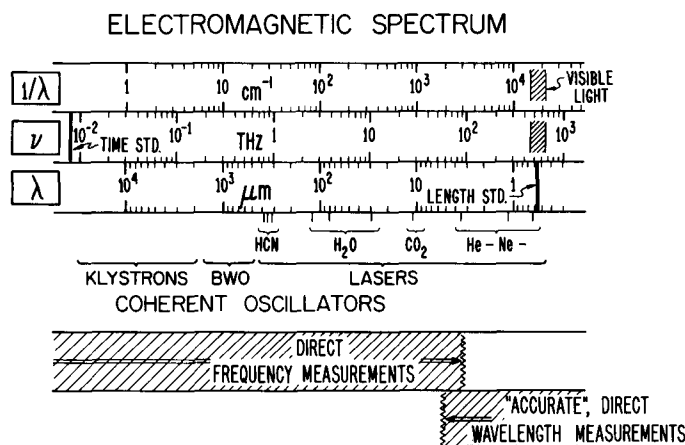 ELECTROMAGNETIC SPECTRUM
1/λ 1 10 cm⁻¹ 10² 10³ 10⁴ VISIBLE LIGHT
ν 10⁻² TIME STD. 10⁻¹ THz 1 10 10² 10³
λ 10⁴ 10³ μm 10² 10 LENGTH STD. 1
HCN H₂O CO₂ He-Ne-
KLYSTRONS BWO LASERS
COHERENT OSCILLATORS
DIRECT
FREQUENCY MEASUREMENTS
"ACCURATE", DIRECT
WAVELENGTH MEASUREMENTS